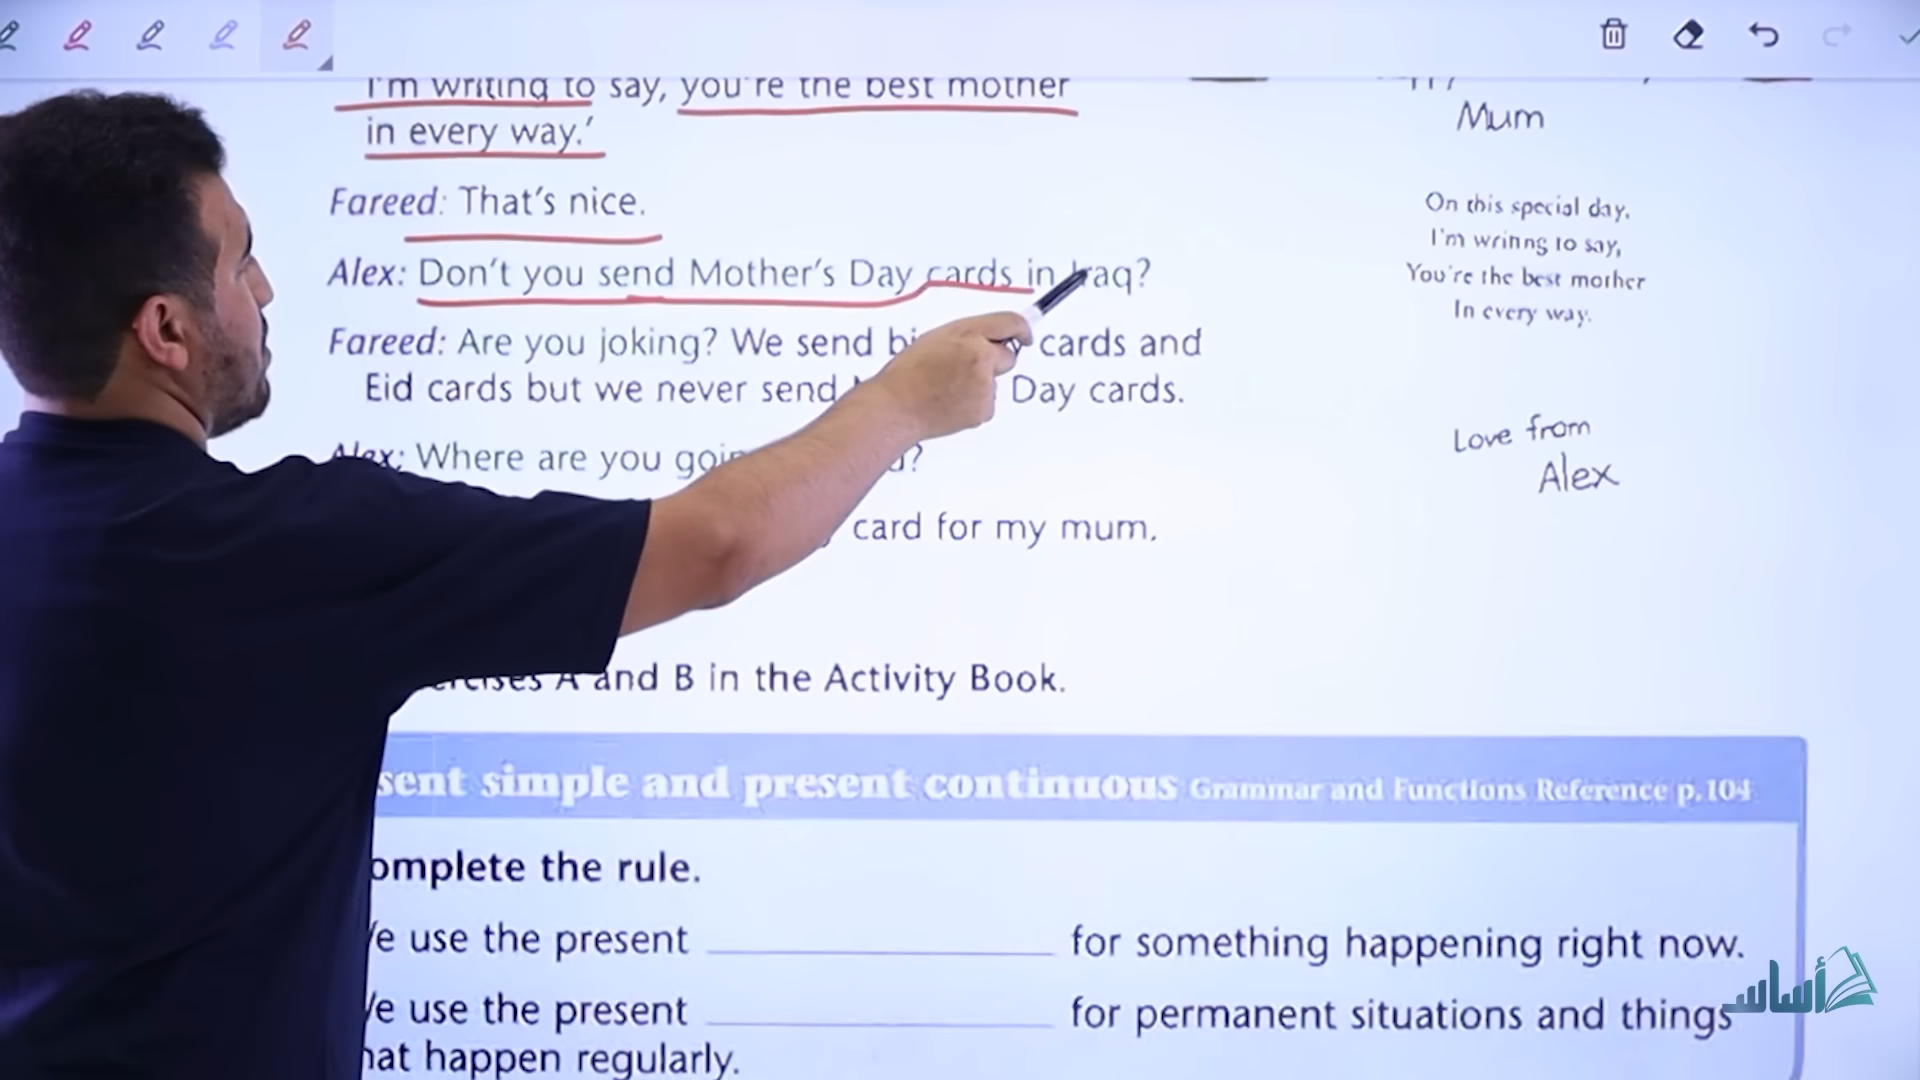 I'm writing to say, you're the best mother
in every way.'
Fareed: That's nice.
Alex: Don't you send Mother's Day cards in Iraq?
Fareed: Are you joking? We send cards and
Eid cards but we never send Day cards.
Alex: Where are you
card for my mum.
A and B in the Activity Book.
simple and present continuous Grammar and Functions Reference p.104
the rule.
use the present for something happening right now.
use the present for permanent situations and things
happen regularly.
Mum
On this special day,
I'm writing to say,
You're the best mother
In every way.
Love from
Alex
أساس